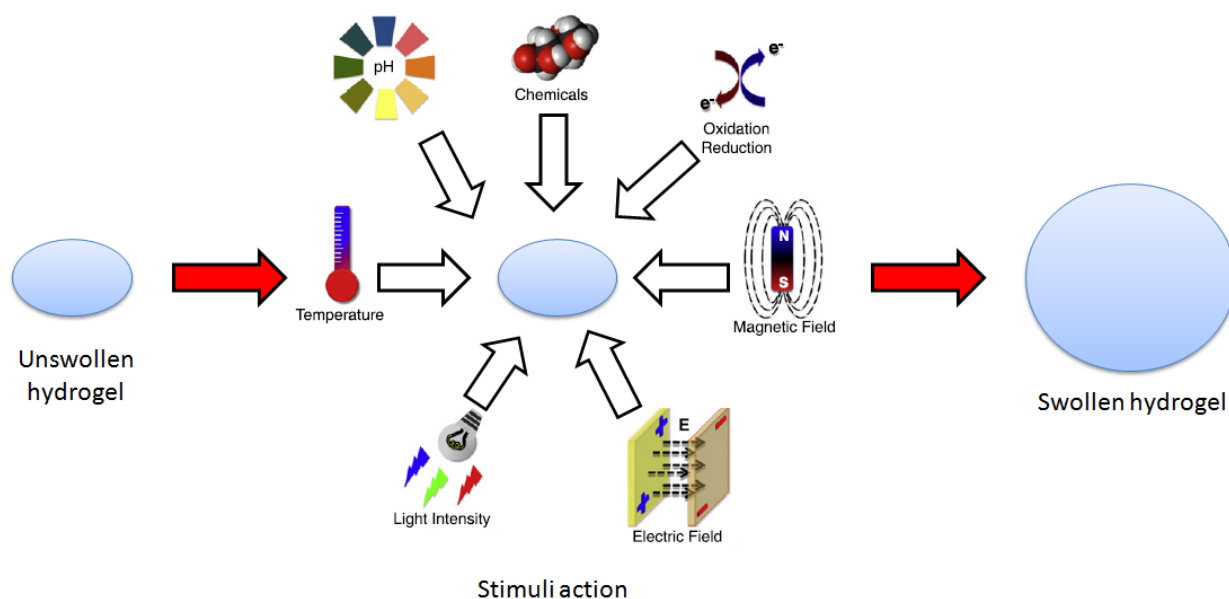 pH
Chemicals
e-
e-
Oxidation
Reduction
Temperature
N
S
Magnetic Field
Unswollen
hydrogel
Swollen hydrogel
Light Intensity
E
Electric Field
Stimuli action